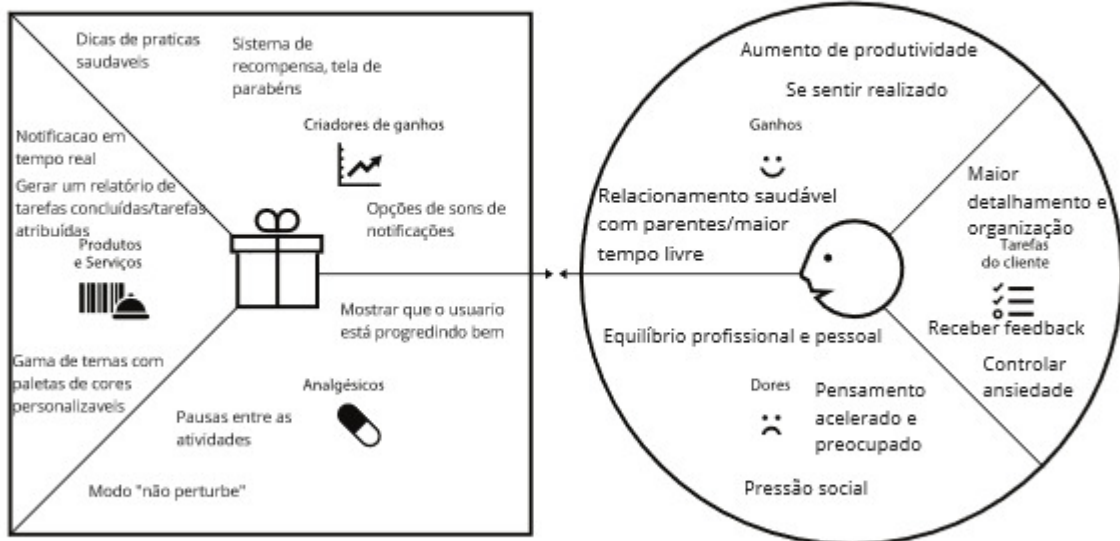 Dicas de praticas
saudaveis
Sistema de
recompensa, tela de
parabéns
Criadores de ganhos
Opções de sons de
notificações
Notificacao em
tempo real
Gerar um relatório de
tarefas concluídas/tarefas
atribuídas
Produtos
e Serviços
Gama de temas com
paletas de cores
personalizaveis
Mostrar que o usuario
está progredindo bem
Analgésicos
Pausas entre as
atividades
Modo "não perturbe"
Aumento de produtividade
Se sentir realizado
Ganhos
Relacionamento saudável
com parentes/maior
tempo livre
Maior
detalhamento e
organização
Tarefas
do cliente
Receber feedback
Controlar
ansiedade
Equilíbrio profissional e pessoal
Dores
Pensamento
acelerado e
preocupado
Pressão social